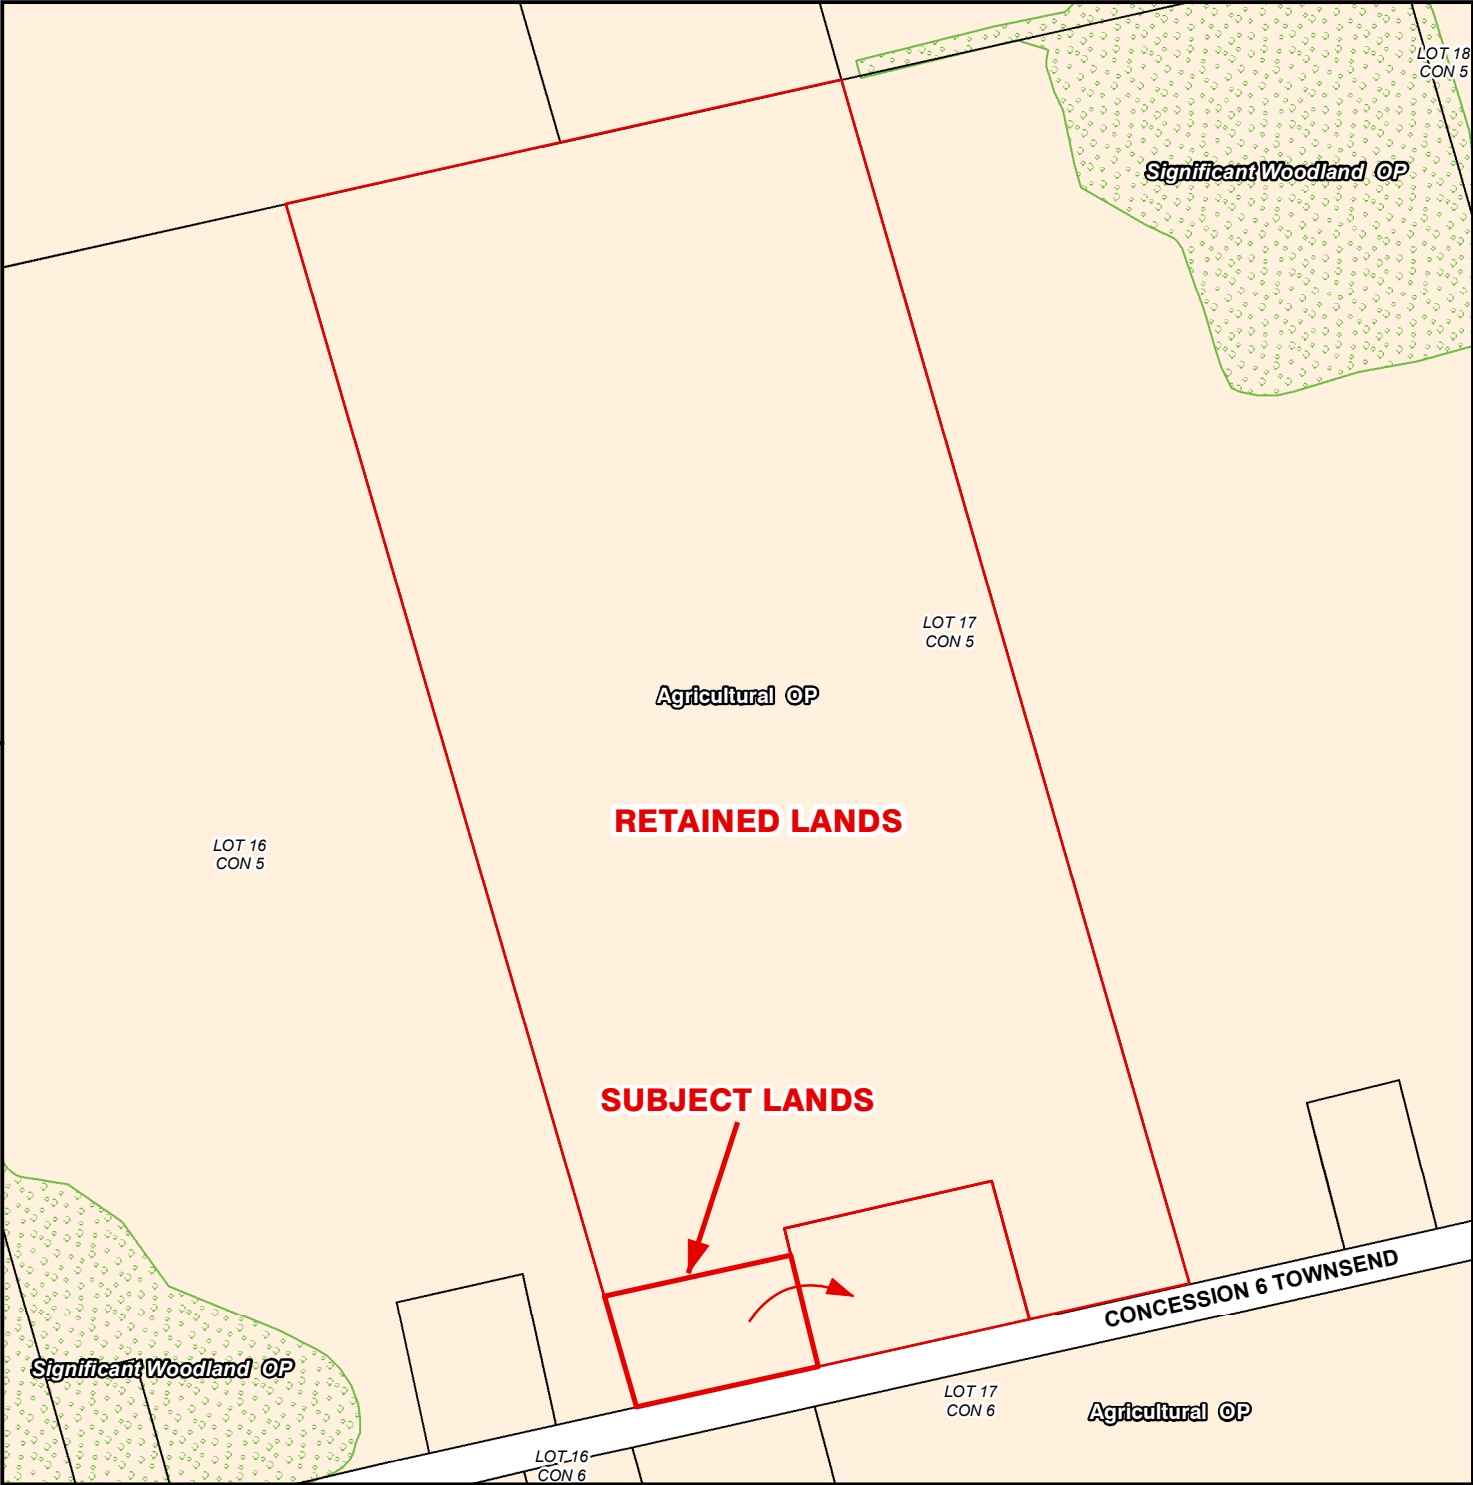 LOT 18
CON 5
Significant Woodland OP
LOT 17
CON 5
Agricultural OP
RETAINED LANDS
LOT 16
CON 5
SUBJECT LANDS
CONCESSION 6 TOWNSEND
Significant Woodland OP
LOT 17
CON 6
Agricultural OP
LOT 16
CON 6